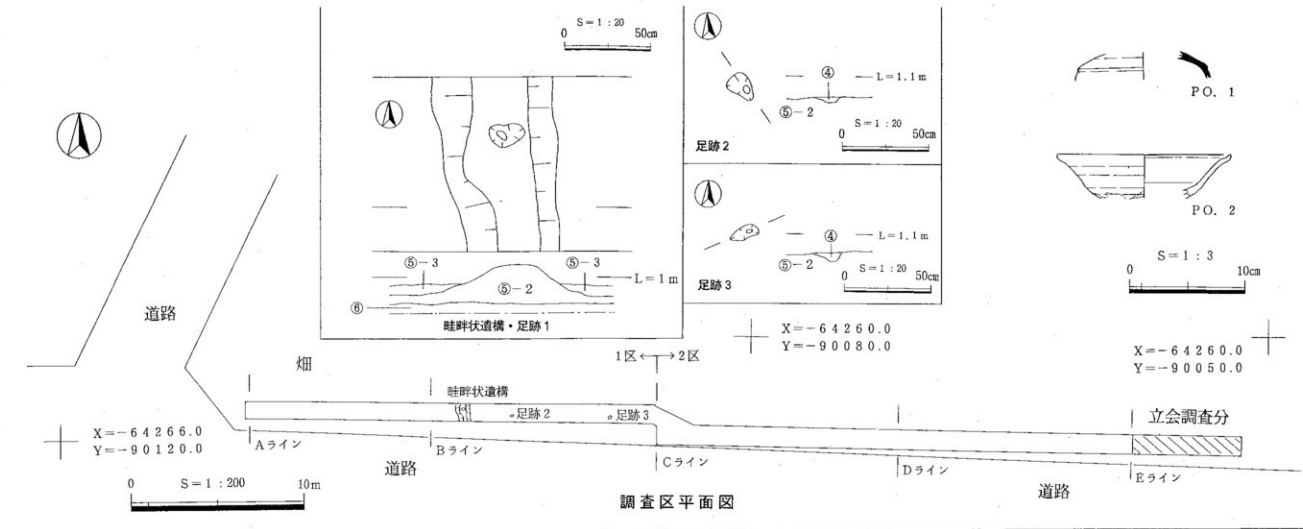 S=1:20
0 50cm
⑤-3 ⑤-3
L=1m
⑤-2
⑥
畦畔状遺構・足跡1
④
L=1.1m
⑤-2
S=1:20
0 50cm
足跡2
④
L=1.1m
⑤-2
S=1:20
0 50cm
足跡3
PO. 1
PO. 2
S=1:3
0 10cm
X=-64260.0
Y=-90080.0
X=-64260.0
Y=-90050.0
道路
畑
1区←→2区
畦畔状遺構
足跡2
足跡3
立会調査分
X=-64266.0
Y=-90120.0
Aライン
Bライン
Cライン
Dライン
Eライン
道路
道路
S=1:200
0 10m
調査区平面図